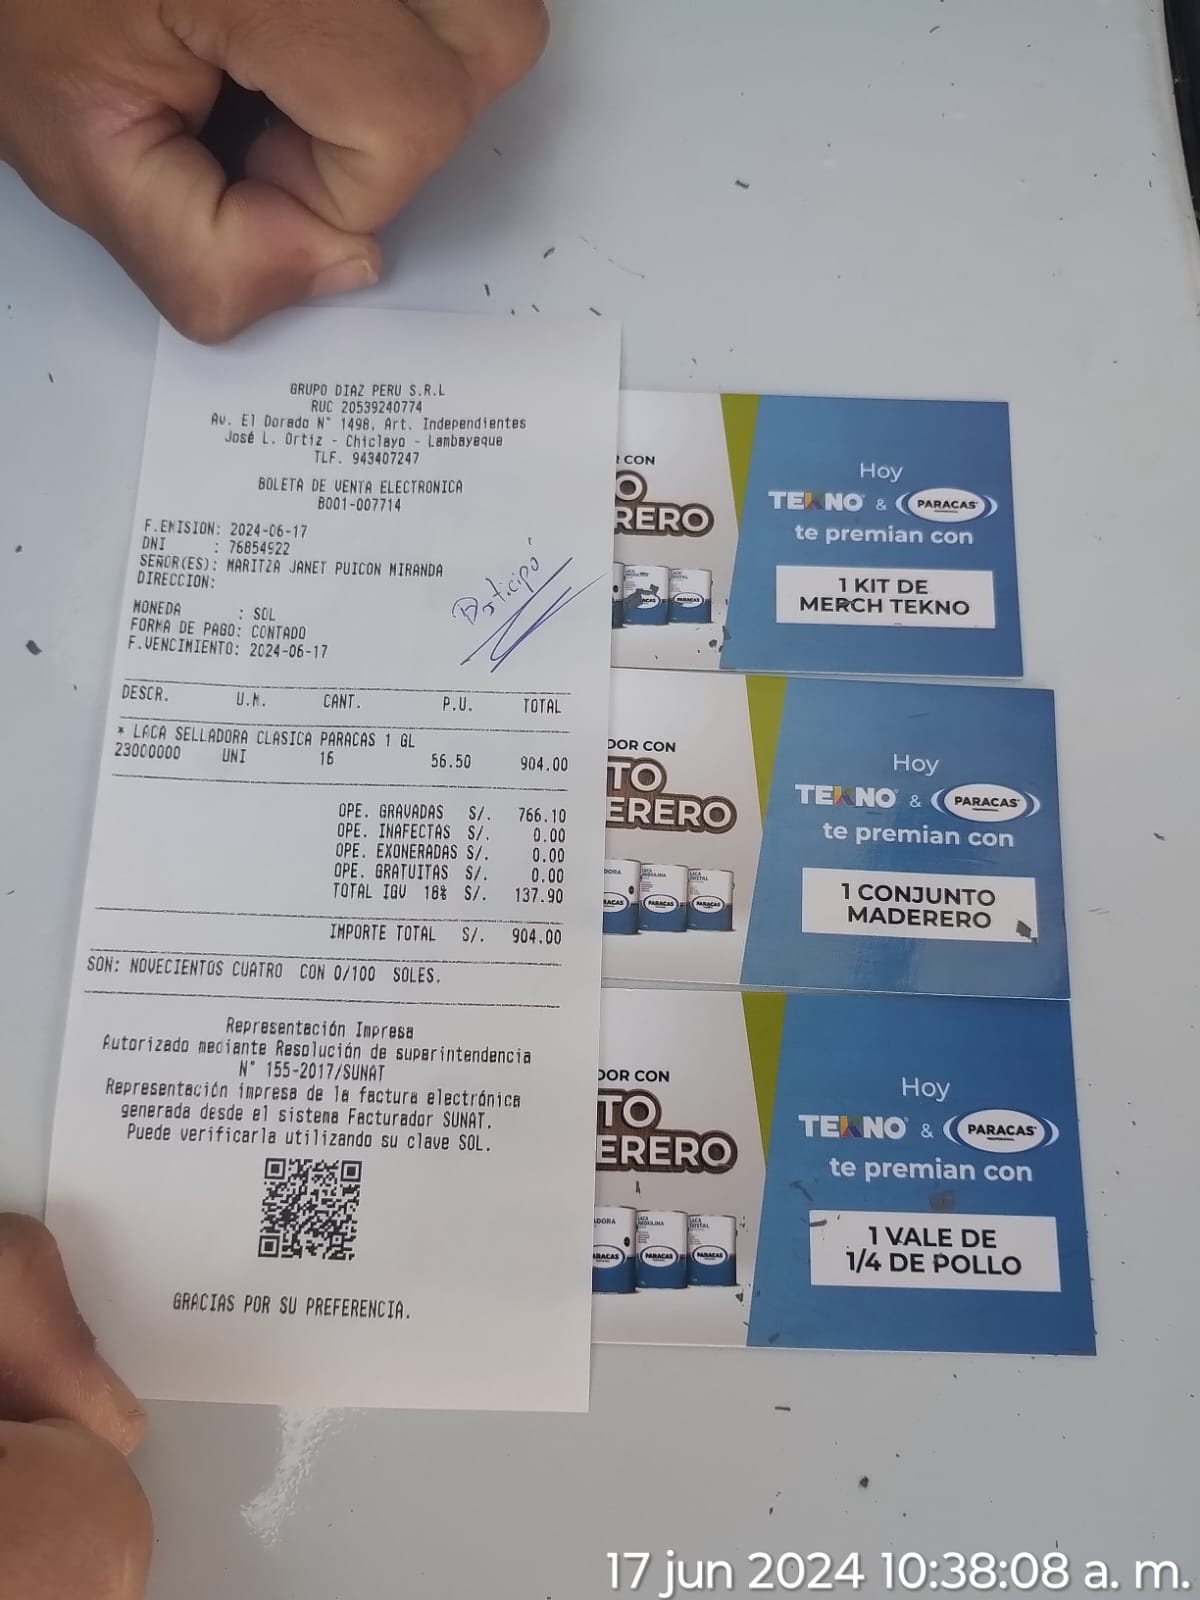 GRUPO DIAZ PERU S.R.L
RUC 20539240774
Av. El Dorado N° 1498, Art. Independientes
José L. Ortiz - Chiclayo - Lambayeque
TLF. 943407247
BOLETA DE VENTA ELECTRONICA
B001-007714
F.EMISION: 2024-06-17
DNI : 76854922
SEÑOR(ES): MARITZA JANET PUICON MIRANDA
DIRECCION:
Participó
MONEDA : SOL
FORMA DE PAGO: CONTADO
F.VENCIMIENTO: 2024-06-17
DESCR. U.M. CANT. P.U. TOTAL
* LACA SELLADORA CLASICA PARACAS 1 GL
23000000 UNI 16 56.50 904.00
OPE. GRAVADAS S/. 766.10
OPE. INAFECTAS S/. 0.00
OPE. EXONERADAS S/. 0.00
OPE. GRATUITAS S/. 0.00
TOTAL IGV 18% S/. 137.90
IMPORTE TOTAL S/. 904.00
SON: NOVECIENTOS CUATRO CON 0/100 SOLES.
Representación Impresa
Autorizado mediante Resolución de superintendencia
N° 155-2017/SUNAT
Representación impresa de la factura electrónica
generada desde el sistema Facturador SUNAT.
Puede verificarla utilizando su clave SOL.
GRACIAS POR SU PREFERENCIA.
R CON
O
RERO
PARACAS
Hoy
TEKNO & PARACAS
te premian con
1 KIT DE
MERCH TEKNO
DOR CON
TO
ERERO
PARACAS PARACAS
Hoy
TEKNO & PARACAS
te premian con
1 CONJUNTO
MADERERO
DOR CON
TO
ERERO
PARACAS PARACAS
Hoy
TEKNO & PARACAS
te premian con
1 VALE DE
1/4 DE POLLO
17 jun 2024 10:38:08 a. m.